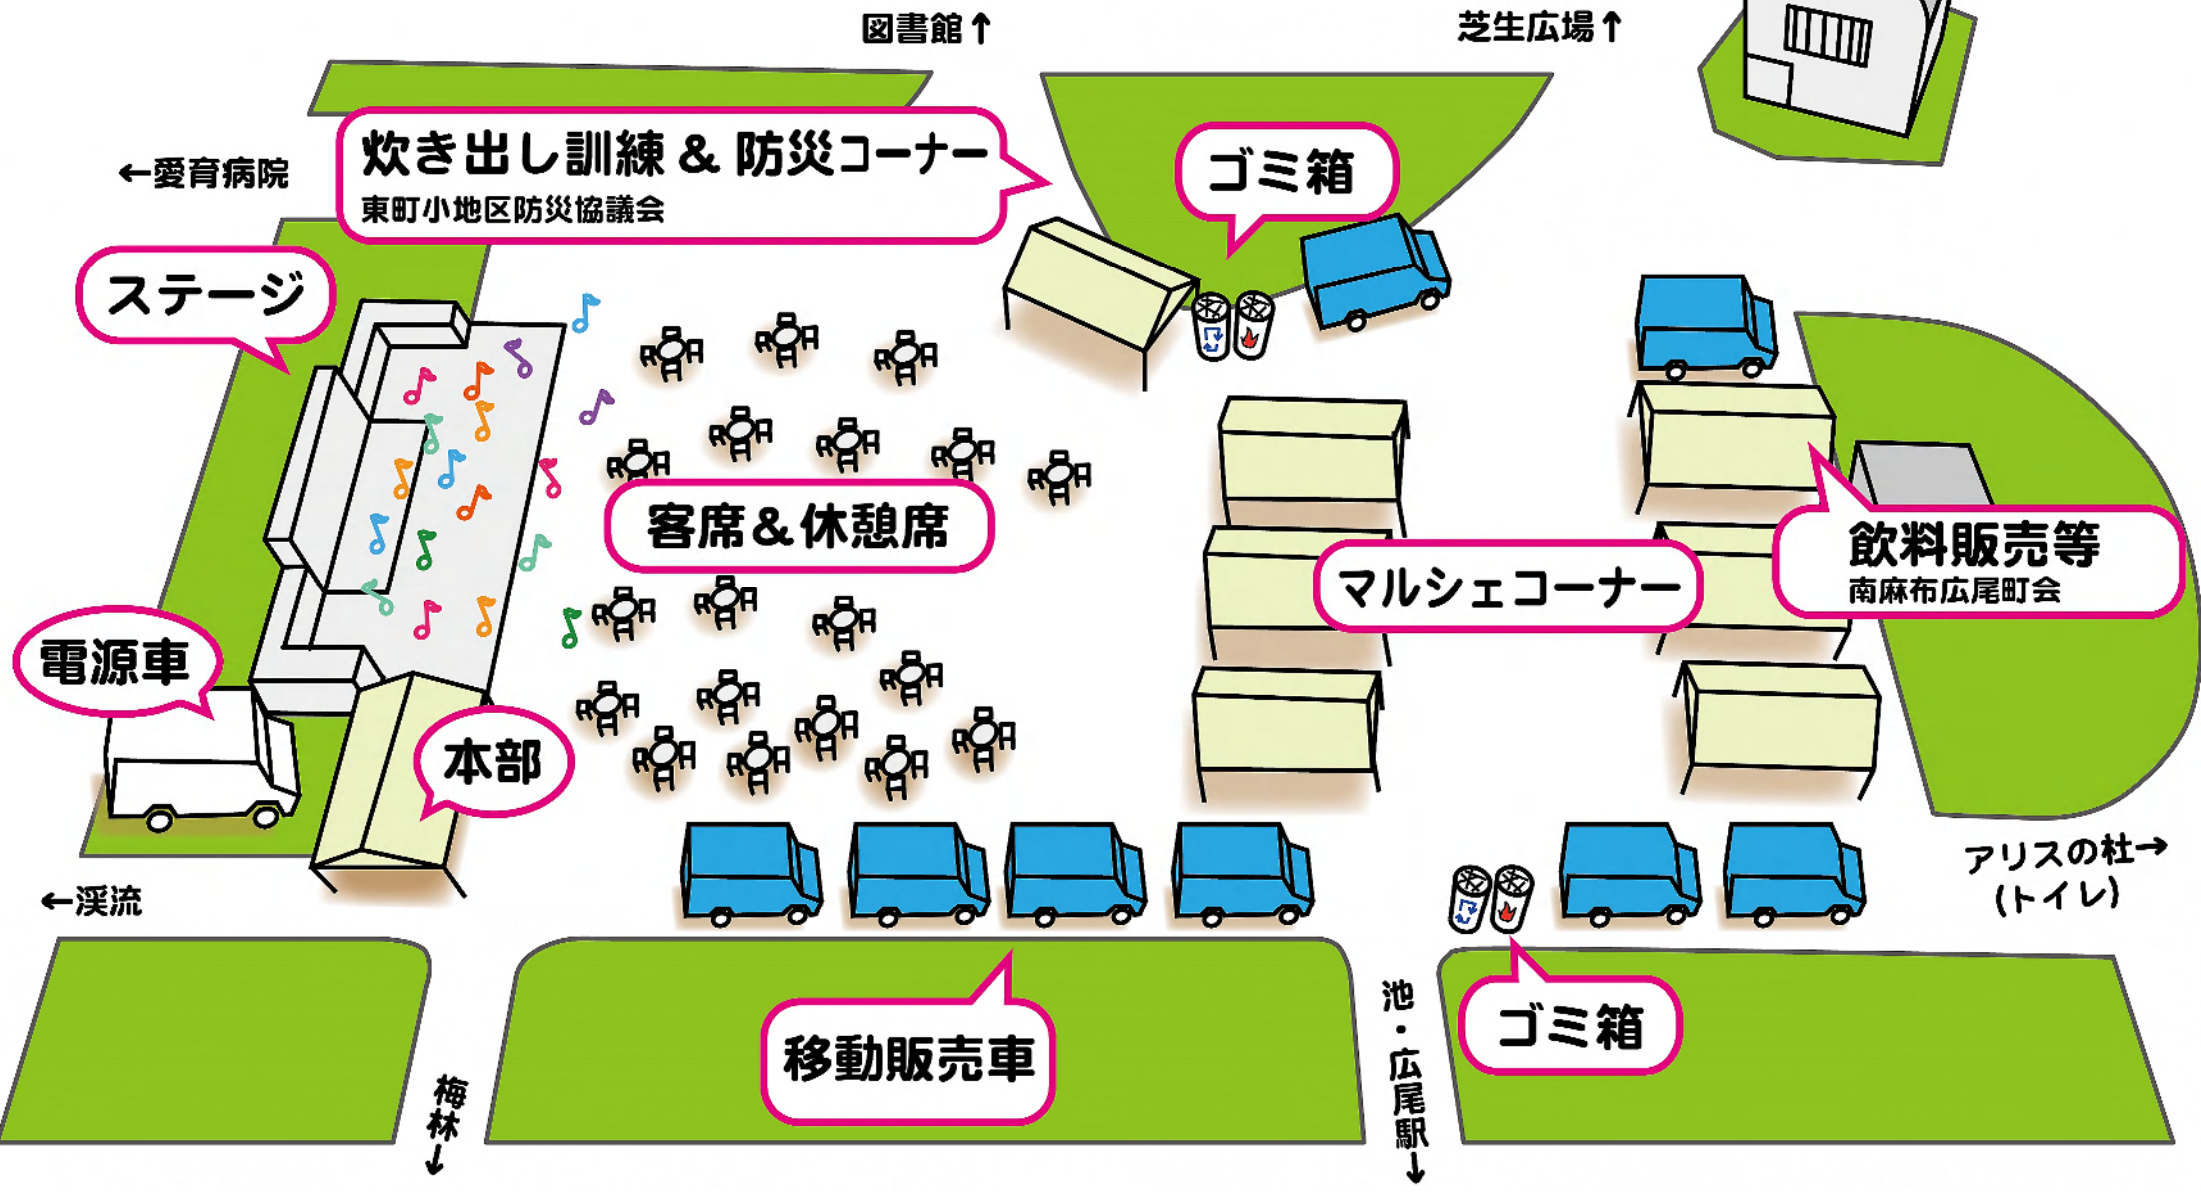 図書館↑
芝生広場↑
炊き出し訓練 & 防災コーナー
東町小地区防災協議会
ゴミ箱
←愛育病院
ステージ
客席&休憩席
マルシェコーナー
飲料販売等
南麻布広尾町会
電源車
本部
アリスの杜→
(トイレ)
←渓流
移動販売車
ゴミ箱
池・広尾駅↓
梅林↓